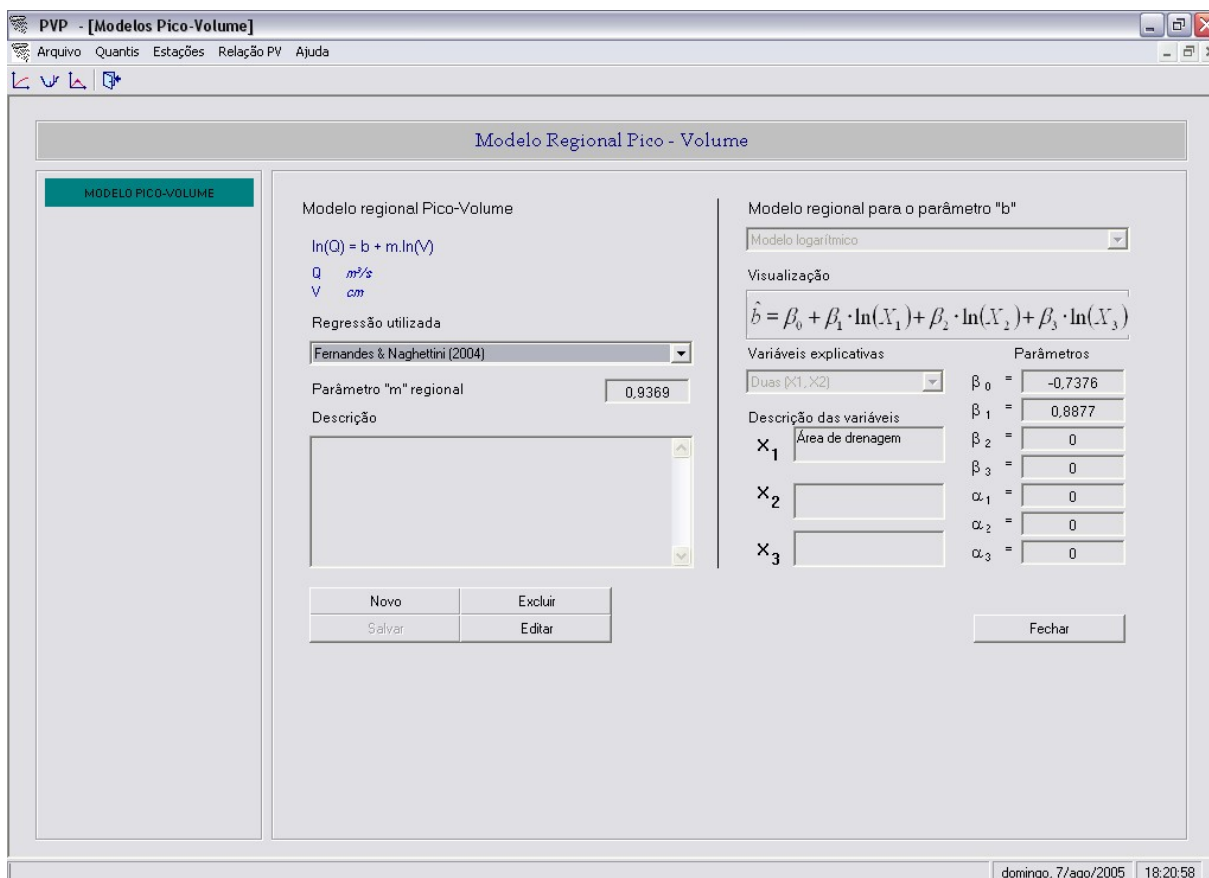 PVP - [Modelos Pico-Volume]
Arquivo Quantis Estações Relação PV Ajuda
Modelo Regional Pico - Volume
MODELO PICO-VOLUME
Modelo regional Pico-Volume
ln(Q) = b + m.ln(V)
Q m³/s
V cm
Regressão utilizada
Fernandes & Naghettini (2004)
Parâmetro "m" regional 0,9369
Descrição
Novo Excluir
Salvar Editar
Modelo regional para o parâmetro "b"
Modelo logarítmico
Visualização
b̂ = β₀ + β₁ · ln(X₁) + β₂ · ln(X₂) + β₃ · ln(X₃)
Variáveis explicativas
Duas (X1, X2)
Descrição das variáveis
X₁ Área de drenagem
X₂
X₃
Parâmetros
β₀ = -0,7376
β₁ = 0,8877
β₂ = 0
β₃ = 0
α₁ = 0
α₂ = 0
α₃ = 0
Fechar
domingo, 7/ago/2005 18:20:58